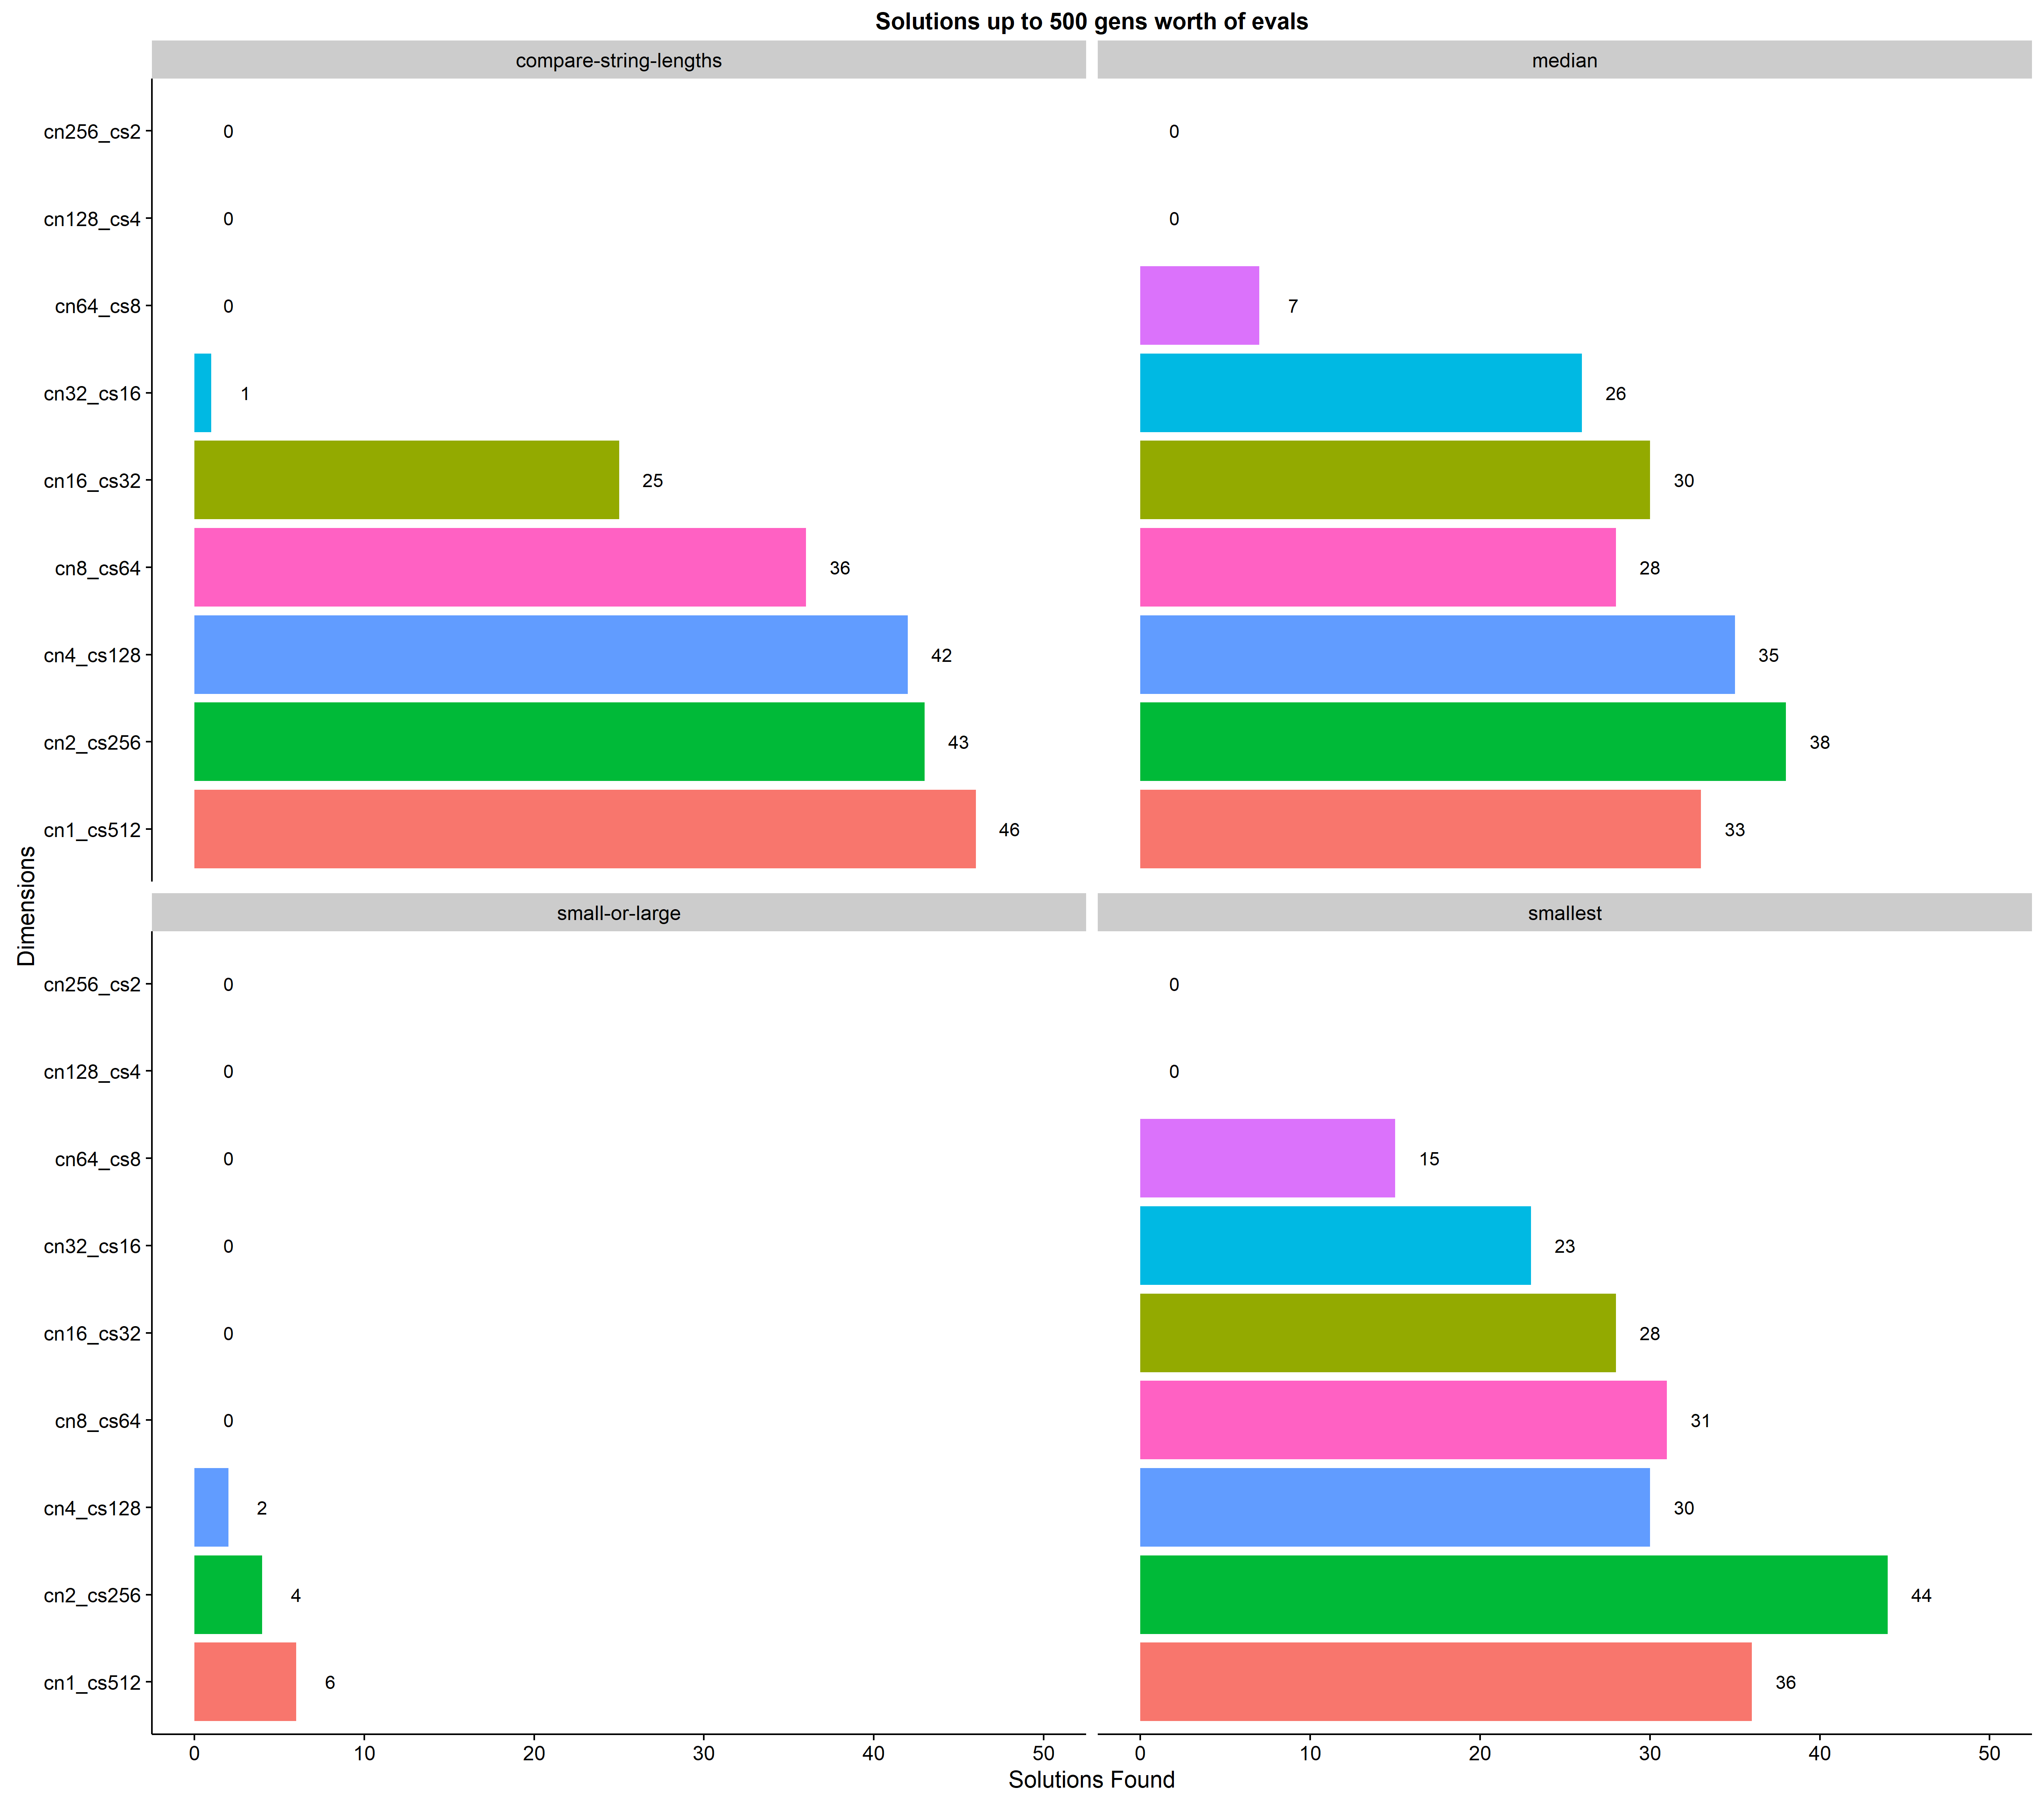 Solutions up to 500 gens worth of evals
compare-string-lengths
median
cn256_cs2 0 0
cn128_cs4 0 0
cn64_cs8 0 7
cn32_cs16 1 26
cn16_cs32 25 30
cn8_cs64 36 28
cn4_cs128 42 35
cn2_cs256 43 38
cn1_cs512 46 33
Dimensions
small-or-large
smallest
cn256_cs2 0 0
cn128_cs4 0 0
cn64_cs8 0 15
cn32_cs16 0 23
cn16_cs32 0 28
cn8_cs64 0 31
cn4_cs128 2 30
cn2_cs256 4 44
cn1_cs512 6 36
0 10 20 30 40 50 0 10 20 30 40 50
Solutions Found